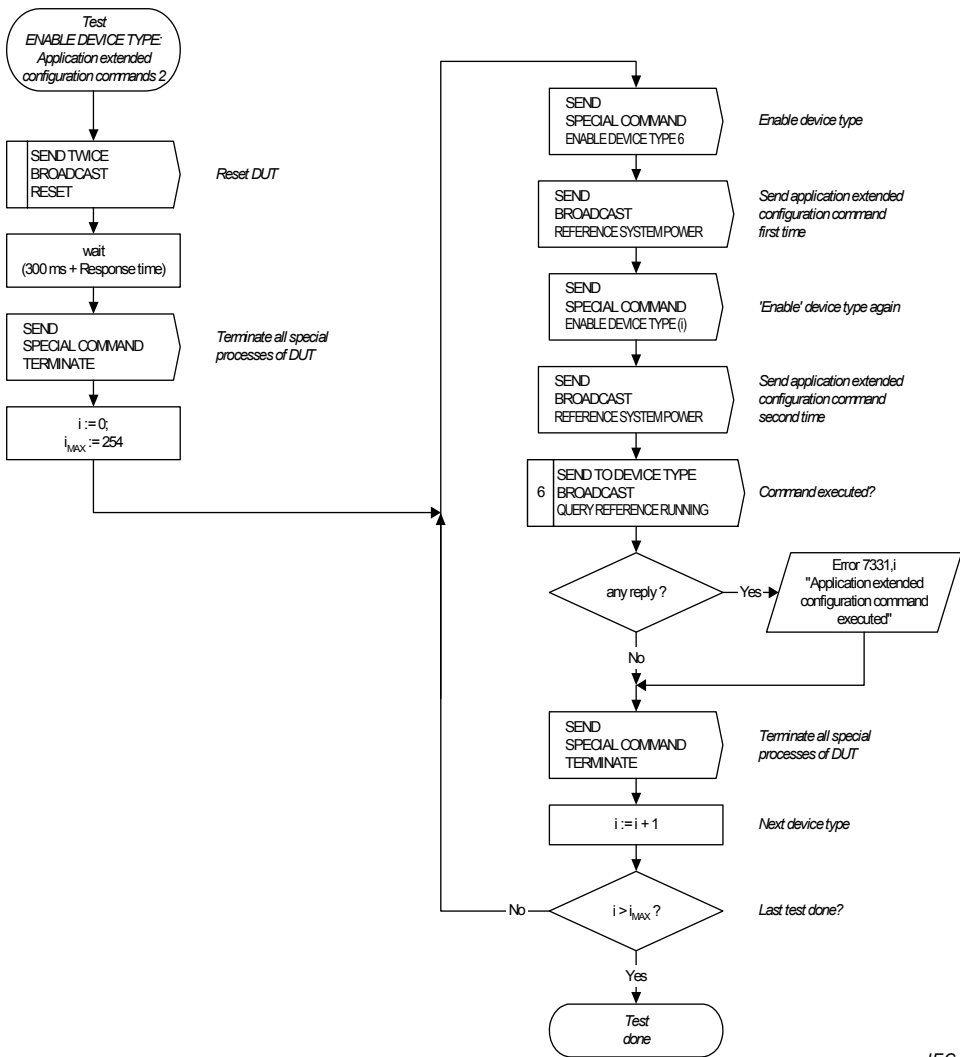 Test
ENABLE DEVICE TYPE:
Application extended
configuration commands 2
SEND TWICE
BROADCAST
RESET
Reset DUT
wait
(300 ms + Response time)
SEND
SPECIAL COMMAND
TERMINATE
Terminate all special
processes of DUT
i := 0;
iMAX := 254
SEND
SPECIAL COMMAND
ENABLE DEVICE TYPE 6
Enable device type
SEND
BROADCAST
REFERENCE SYSTEM POWER
Send application extended
configuration command
first time
SEND
SPECIAL COMMAND
ENABLE DEVICE TYPE (i)
'Enable' device type again
SEND
BROADCAST
REFERENCE SYSTEM POWER
Send application extended
configuration command
second time
6
SEND TO DEVICE TYPE
BROADCAST
QUERY REFERENCE RUNNING
Command executed?
any reply ?
Yes
Error 7331,i
"Application extended
configuration command
executed"
No
SEND
SPECIAL COMMAND
TERMINATE
Terminate all special
processes of DUT
i := i + 1
Next device type
No
i > iMAX ?
Last test done?
Yes
Test
done